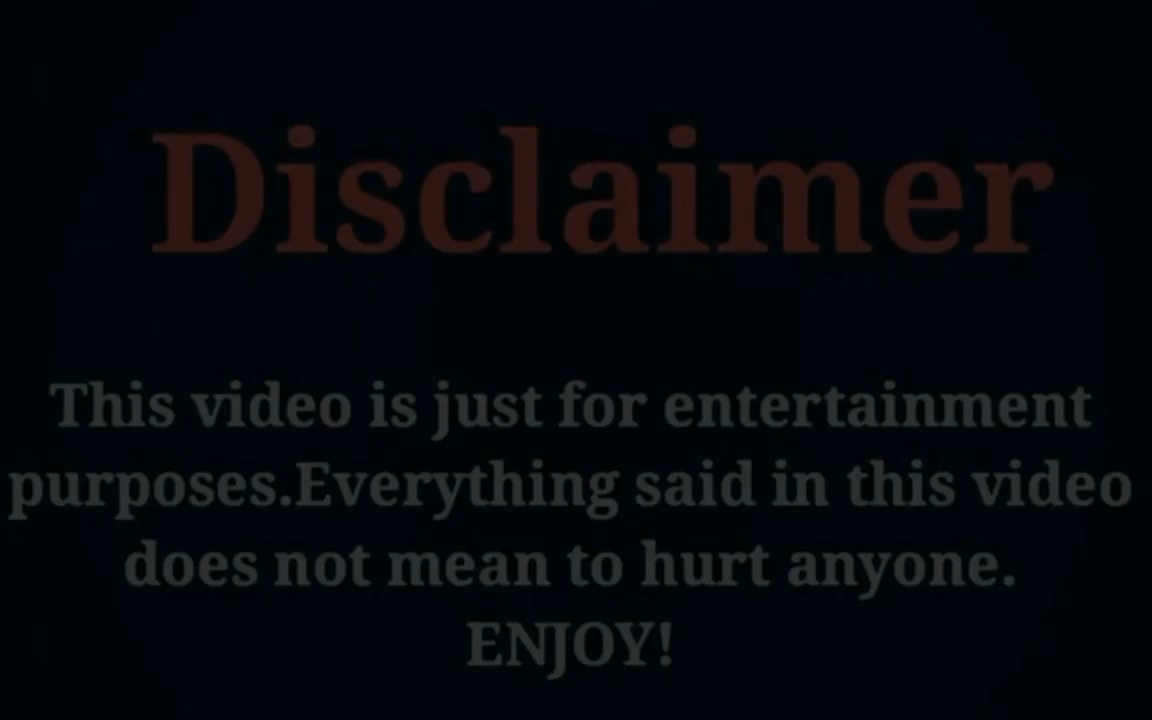 Disclaimer
This video is just for entertainment
purposes.Everything said in this video
does not mean to hurt anyone.
ENJOY!